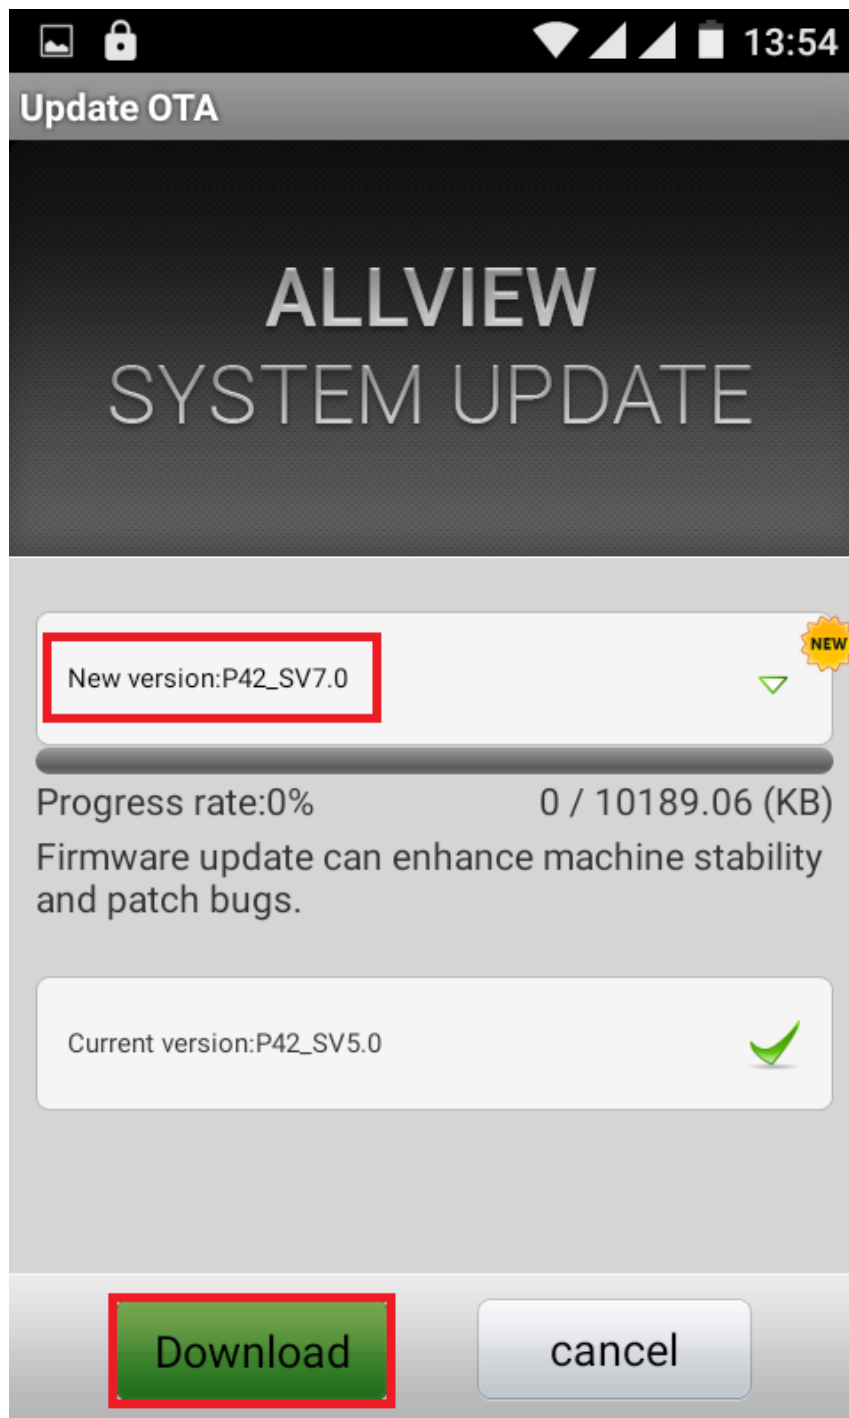 13:54
Update OTA
ALLVIEW
SYSTEM UPDATE
NEW
New version:P42_SV7.0
Progress rate:0% 0 / 10189.06 (KB)
Firmware update can enhance machine stability
and patch bugs.
Current version:P42_SV5.0
Download cancel